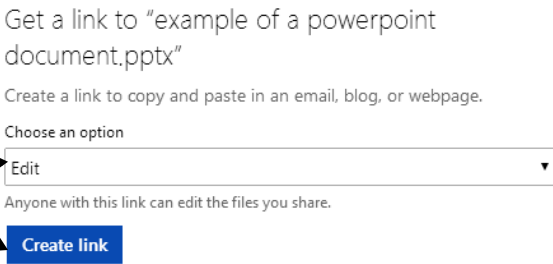 Get a link to “example of a powerpoint
document.pptx”
Create a link to copy and paste in an email, blog, or webpage.
Choose an option
Edit
Anyone with this link can edit the files you share.
Create link